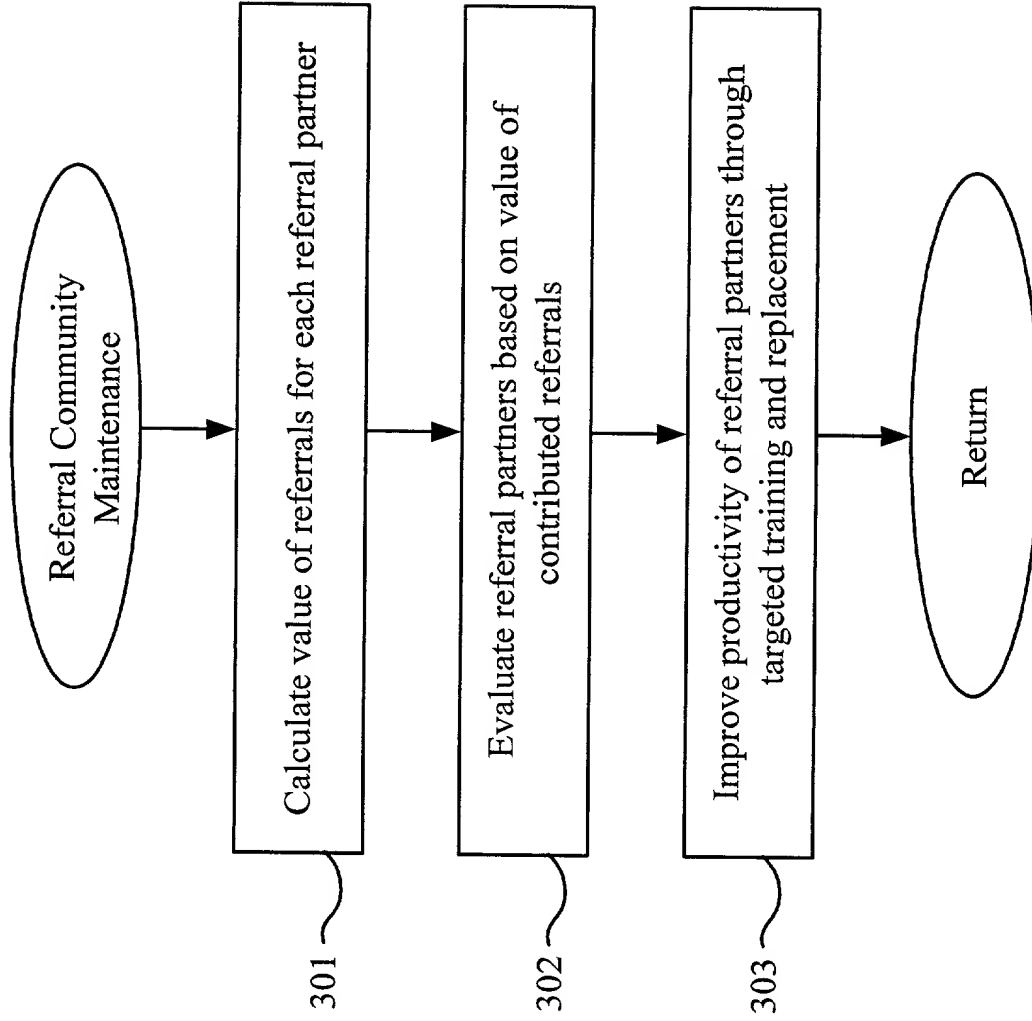 Referral Community
Maintenance
301
Calculate value of referrals for each referral partner
302
Evaluate referral partners based on value of
contributed referrals
303
Improve productivity of referral partners through
targeted training and replacement
Return